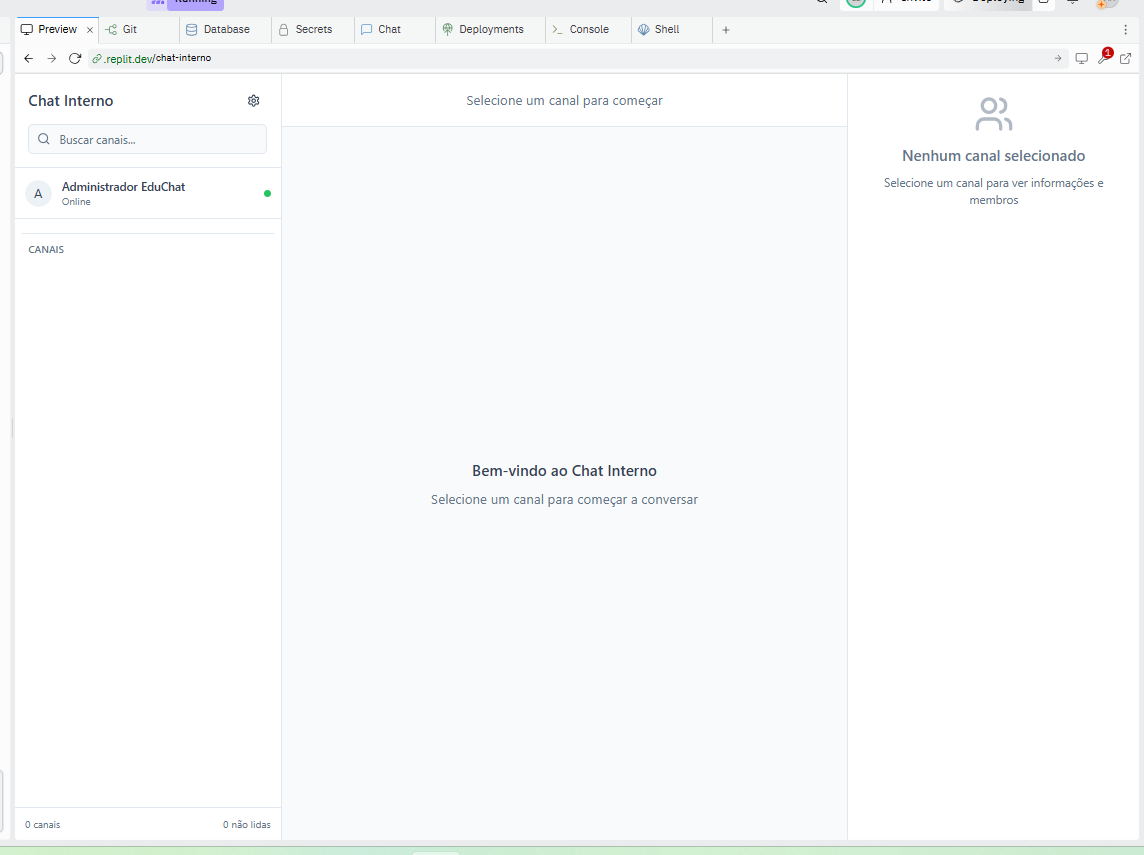 Running
Preview
Git
Database
Secrets
Chat
Deployments
Console
Shell
.replit.dev/chat-interno
1
Chat Interno
Buscar canais...
A
Administrador EduChat
Online
CANAIS
0 canais
0 não lidas
Selecione um canal para começar
Bem-vindo ao Chat Interno
Selecione um canal para começar a conversar
Nenhum canal selecionado
Selecione um canal para ver informações e
membros